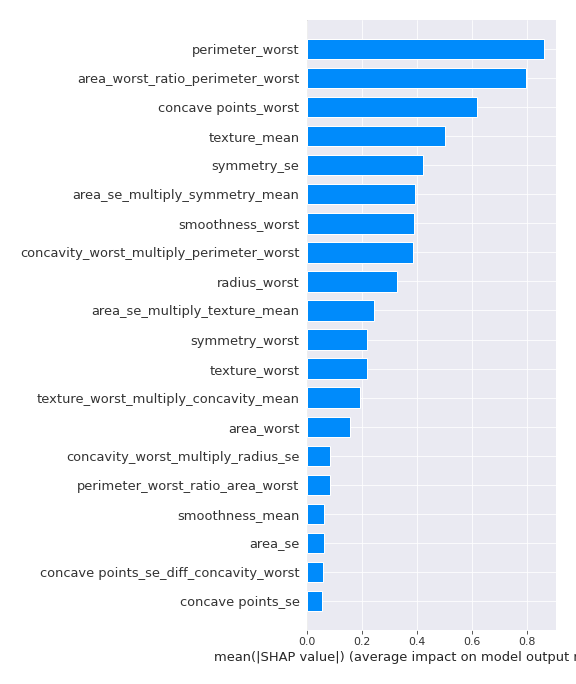 perimeter_worst
area_worst_ratio_perimeter_worst
concave points_worst
texture_mean
symmetry_se
area_se_multiply_symmetry_mean
smoothness_worst
concavity_worst_multiply_perimeter_worst
radius_worst
area_se_multiply_texture_mean
symmetry_worst
texture_worst
texture_worst_multiply_concavity_mean
area_worst
concavity_worst_multiply_radius_se
perimeter_worst_ratio_area_worst
smoothness_mean
area_se
concave points_se_diff_concavity_worst
concave points_se
0.0 0.2 0.4 0.6 0.8
mean(|SHAP value|) (average impact on model output